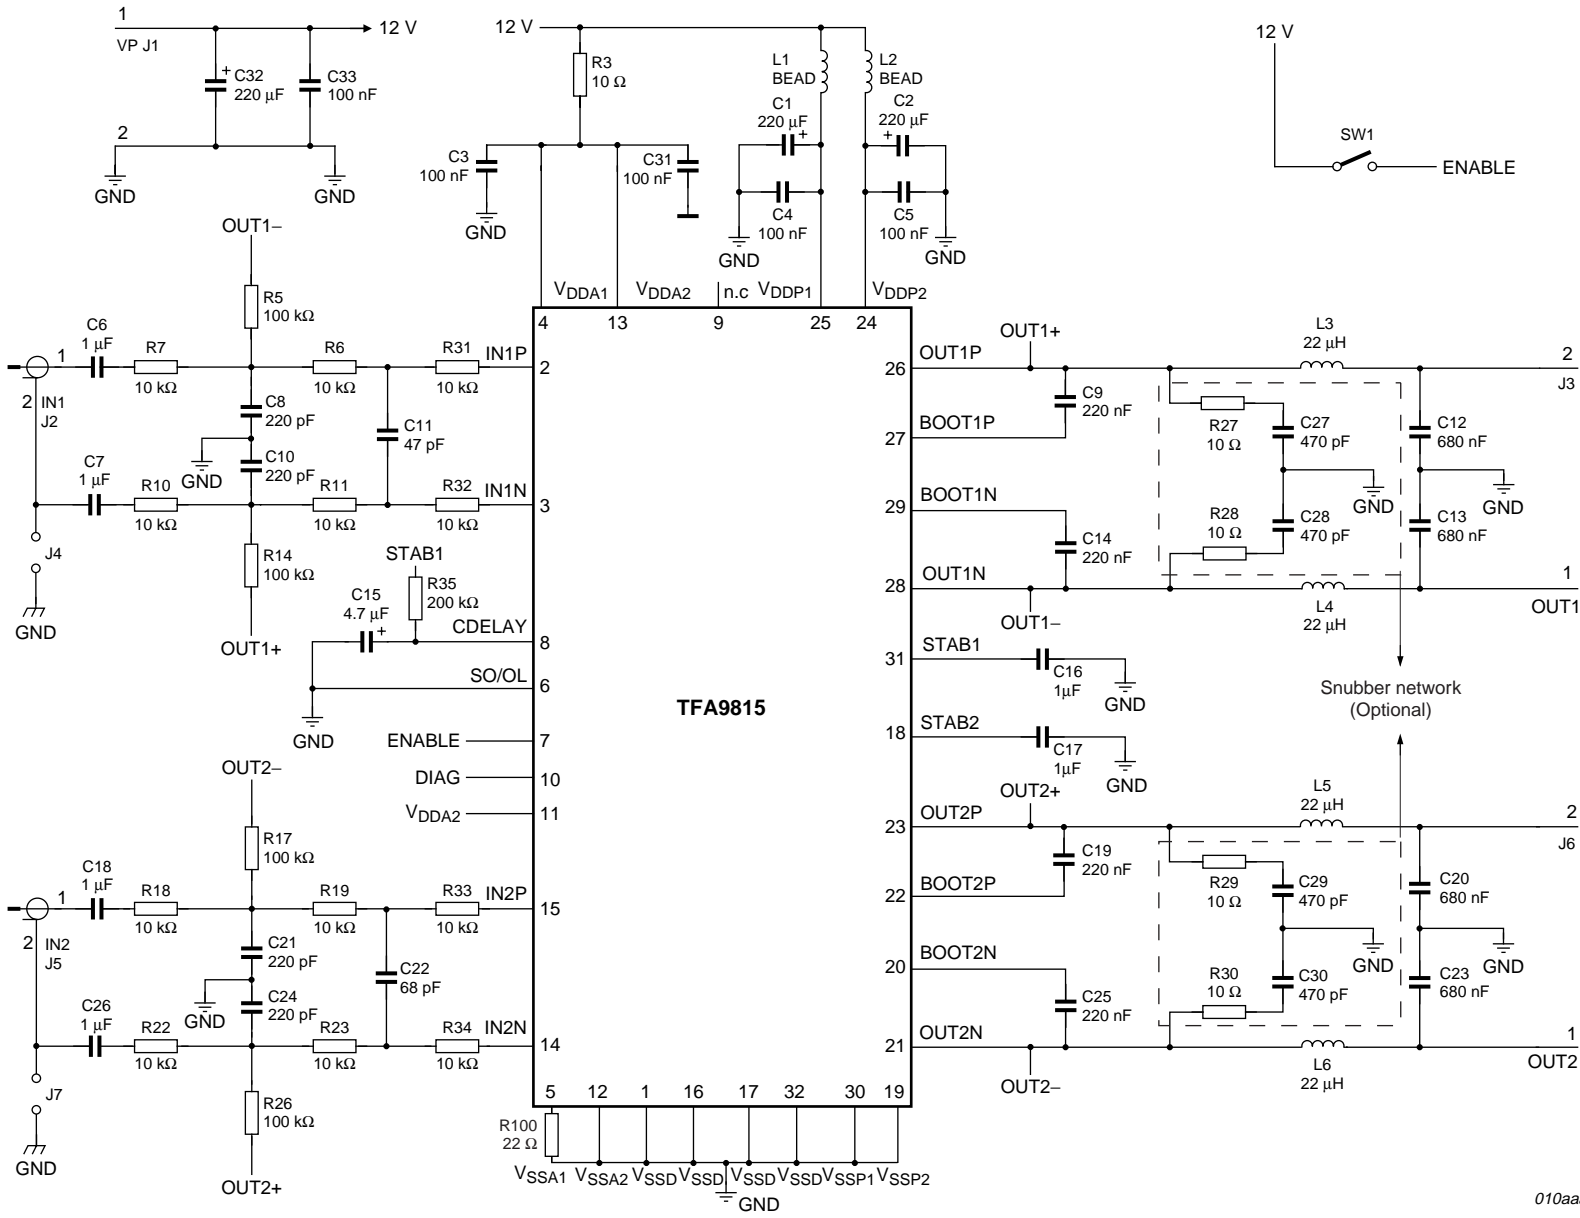 1
VP J1
12 V
C32
220 μF
C33
100 nF
2
GND
GND
12 V
R3
10 Ω
L1
BEAD
L2
BEAD
C1
220 μF
C2
220 μF
C3
100 nF
C31
100 nF
C4
100 nF
C5
100 nF
GND
GND
GND
12 V
SW1
ENABLE
VDDA1
VDDA2
n.c
VDDP1
VDDP2
4
13
9
25
24
OUT1−
R5
100 kΩ
C6
1 μF
R7
10 kΩ
R6
10 kΩ
R31
10 kΩ
IN1P
2
1
2
IN1
J2
C8
220 pF
C11
47 pF
GND
C10
220 pF
C7
1 μF
R10
10 kΩ
R11
10 kΩ
R32
10 kΩ
IN1N
3
J4
GND
R14
100 kΩ
OUT1+
STAB1
R35
200 kΩ
C15
4.7 μF
CDELAY
8
SO/OL
6
GND
ENABLE
7
DIAG
10
VDDA2
11
TFA9815
OUT2−
R17
100 kΩ
C18
1 μF
R18
10 kΩ
R19
10 kΩ
R33
10 kΩ
IN2P
15
1
2
IN2
J5
C21
220 pF
C22
68 pF
GND
C24
220 pF
C26
1 μF
R22
10 kΩ
R23
10 kΩ
R34
10 kΩ
IN2N
14
J7
GND
R26
100 kΩ
OUT2+
26
OUT1P
OUT1+
L3
22 μH
2
J3
C9
220 nF
27
BOOT1P
R27
10 Ω
C27
470 pF
C12
680 nF
GND
GND
29
BOOT1N
C14
220 nF
R28
10 Ω
C28
470 pF
C13
680 nF
28
OUT1N
OUT1−
L4
22 μH
1
OUT1
31
STAB1
C16
1μF
GND
Snubber network
(Optional)
18
STAB2
C17
1μF
GND
23
OUT2P
OUT2+
L5
22 μH
2
J6
C19
220 nF
22
BOOT2P
R29
10 Ω
C29
470 pF
C20
680 nF
GND
GND
20
BOOT2N
C25
220 nF
R30
10 Ω
C30
470 pF
C23
680 nF
21
OUT2N
OUT2−
L6
22 μH
1
OUT2
5
12
1
16
17
32
30
19
R100
22 Ω
VSSA1
VSSA2
VSSD
VSSD
VSSD
VSSD
VSSP1
VSSP2
GND